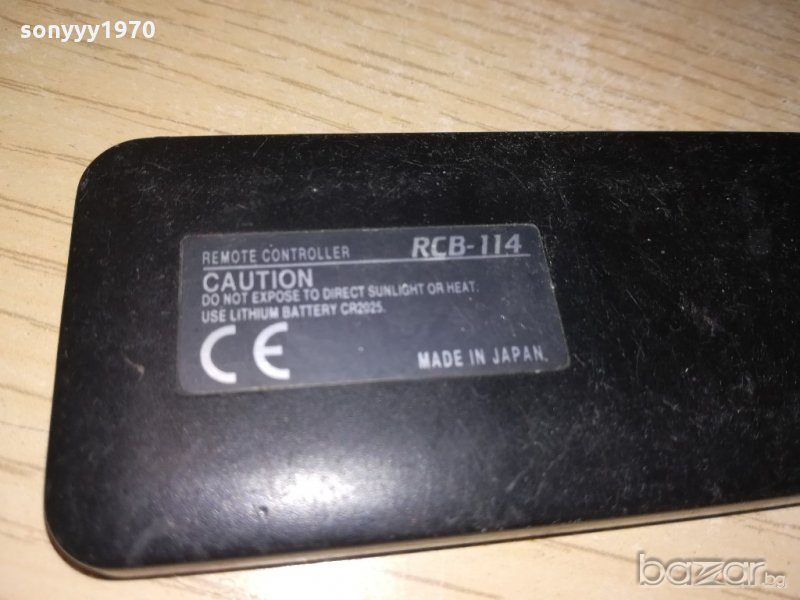 sonyyy1970
REMOTE CONTROLLER RCB-114
CAUTION
DO NOT EXPOSE TO DIRECT SUNLIGHT OR HEAT.
USE LITHIUM BATTERY CR2025.
CE
MADE IN JAPAN.
bazar.bg